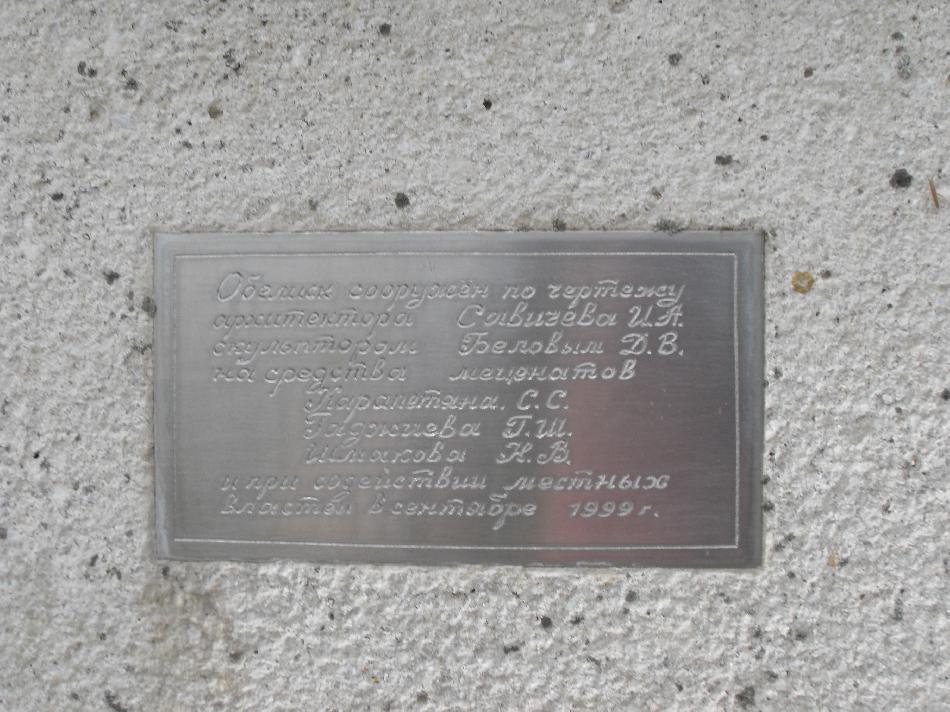 Обелиск сооружён по чертежу
архитектора Савичева И.А.
скульптором Беловым Д.В.
на средства меценатов
Карапетяна. С.С.
Гаджиева Г.Ш.
Шмакова Н.В.
и при содействии местных
властей в сентябре 1999 г.